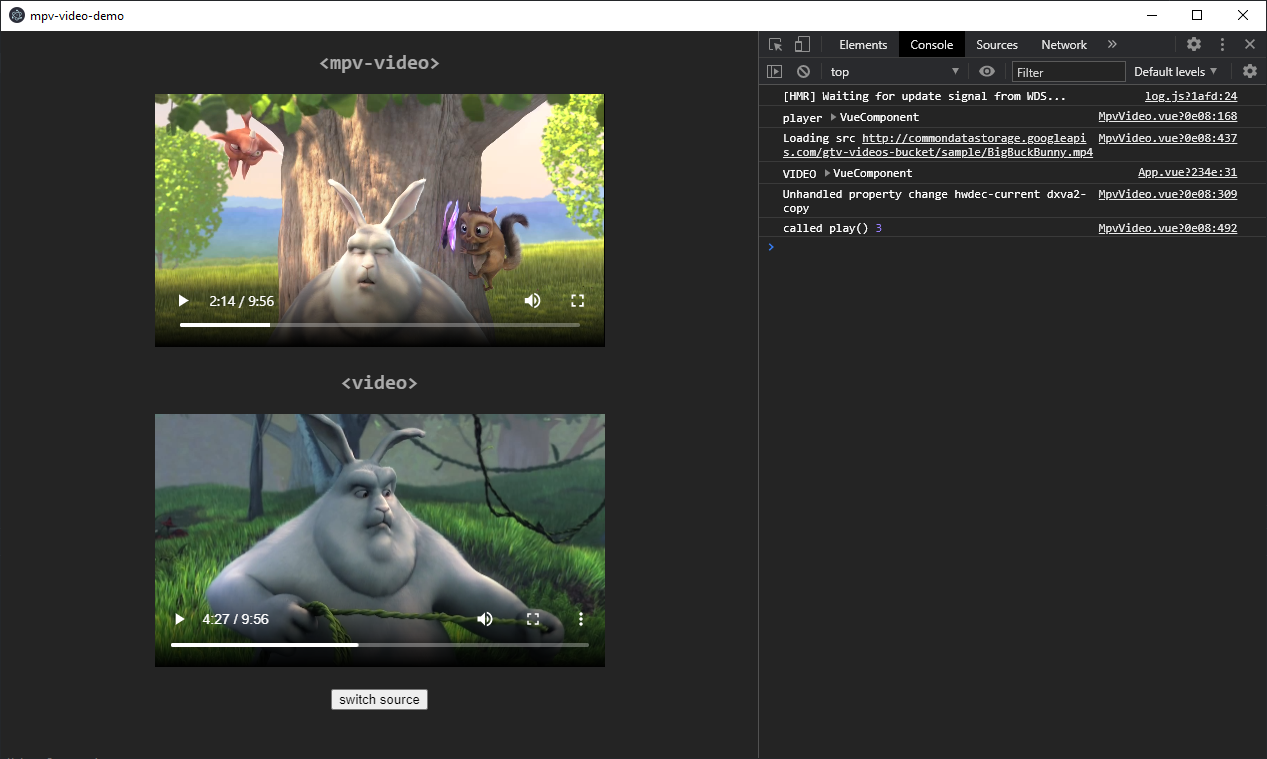 mpv-video-demo
<mpv-video>
2:14 / 9:56
<video>
4:27 / 9:56
switch source
Elements Console Sources Network »
top Filter Default levels
[HMR] Waiting for update signal from WDS... log.js?1afd:24
player VueComponent MpvVideo.vue?0e08:168
Loading src http://commondatastorage.googleapi MpvVideo.vue?0e08:437
s.com/gtv-videos-bucket/sample/BigBuckBunny.mp4
VIDEO VueComponent App.vue?234e:31
Unhandled property change hwdec-current dxva2- MpvVideo.vue?0e08:309
copy
called play() 3 MpvVideo.vue?0e08:492